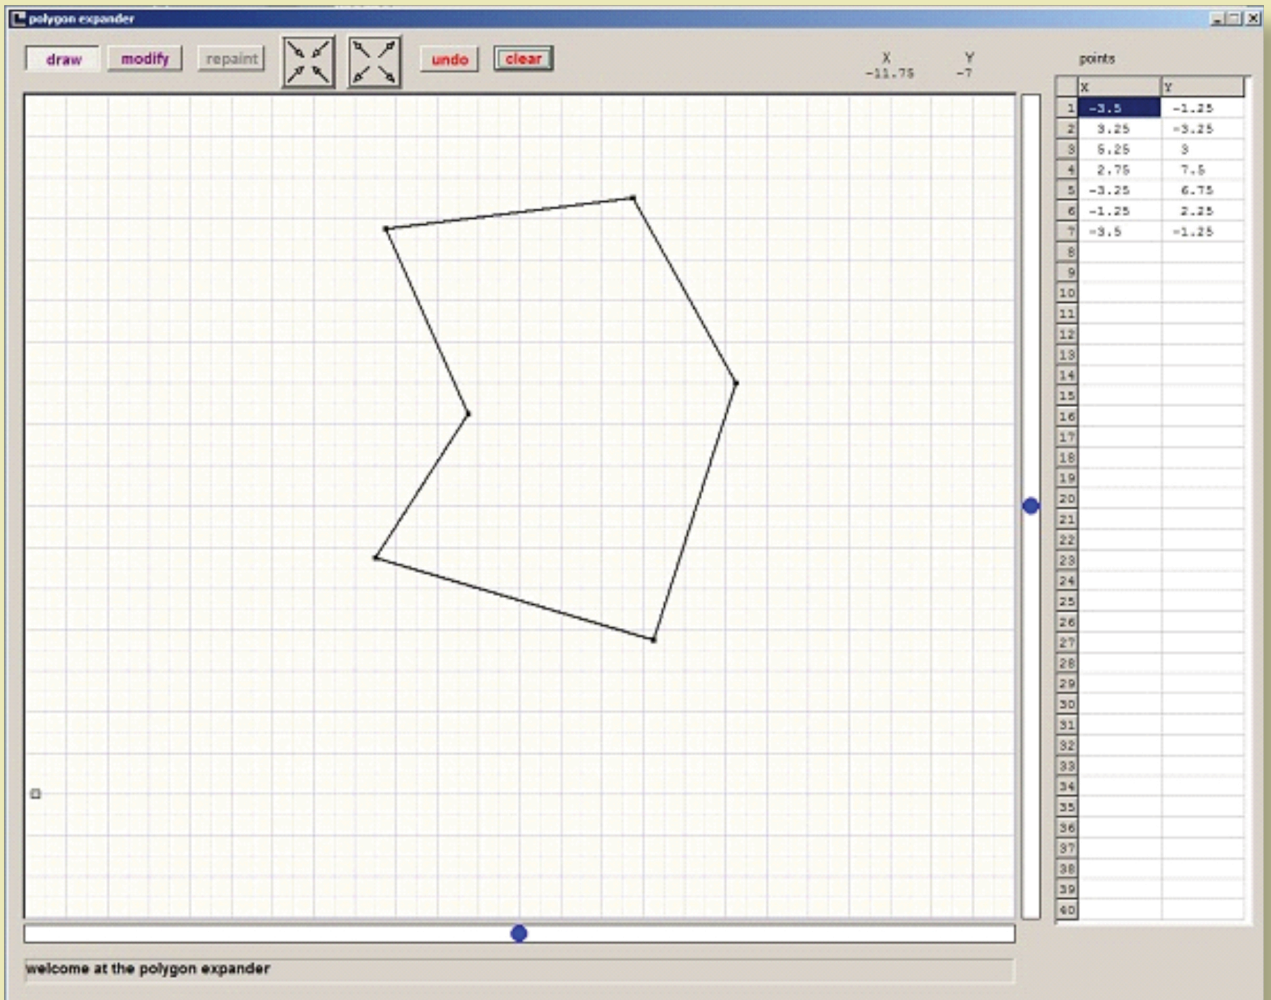 polygon expander
draw modify repaint undo clear
X Y
-11.75 -7
points
X Y
1 -3.5 -1.25
2 3.25 -3.25
3 5.25 3
4 2.75 7.5
5 -3.25 6.75
6 -1.25 2.25
7 -3.5 -1.25
8
9
10
11
12
13
14
15
16
17
18
19
20
21
22
23
24
25
26
27
28
29
30
31
32
33
34
35
36
37
38
39
40
welcome at the polygon expander